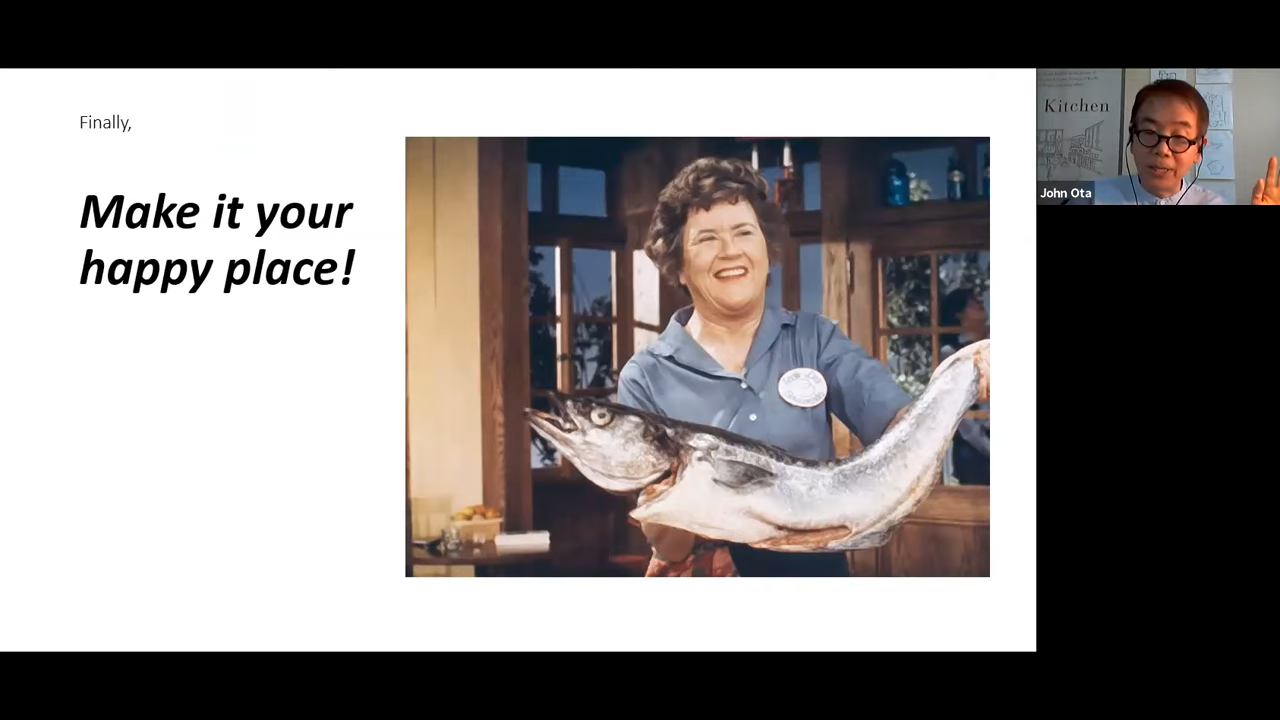 Finally,
Make it your
happy place!
Kitchen
John Ota